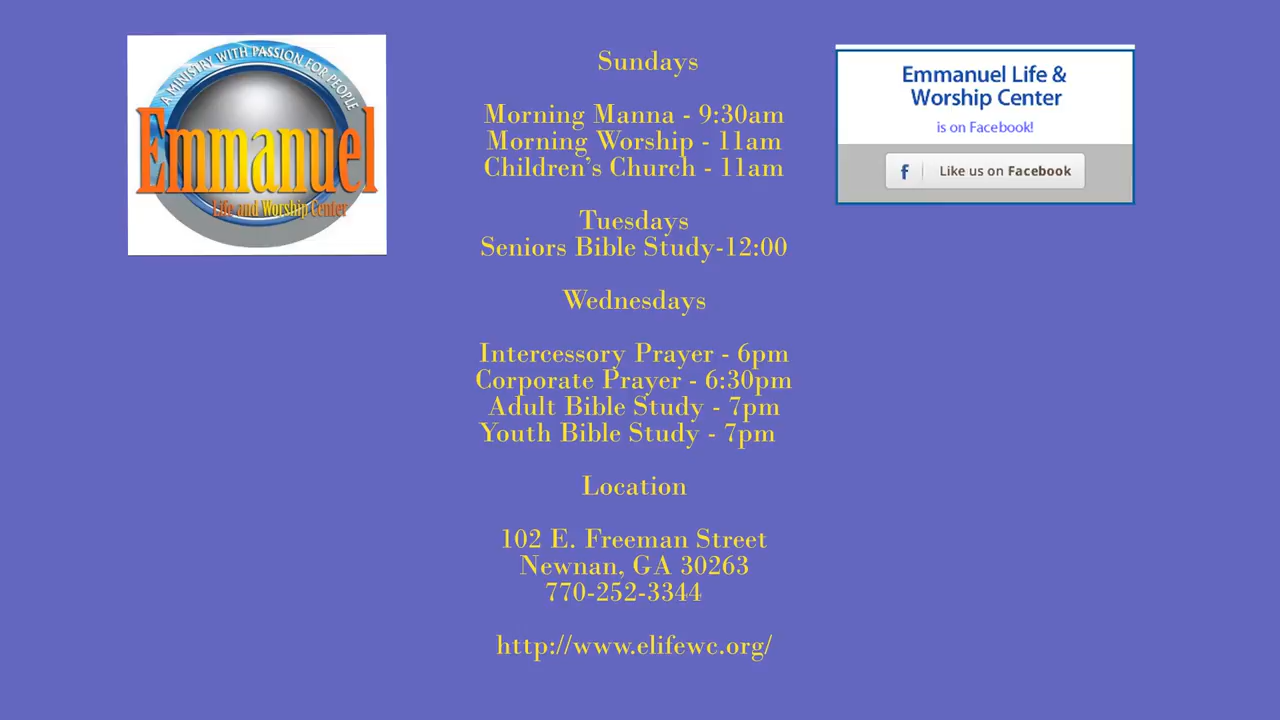 A MINISTRY WITH PASSION FOR PEOPLE
Emmanuel
Life and Worship Center
Sundays
Morning Manna - 9:30am
Morning Worship - 11am
Children's Church - 11am
Tuesdays
Seniors Bible Study-12:00
Wednesdays
Intercessory Prayer - 6pm
Corporate Prayer - 6:30pm
Adult Bible Study - 7pm
Youth Bible Study - 7pm
Location
102 E. Freeman Street
Newnan, GA 30263
770-252-3344
http://www.elifewc.org/
Emmanuel Life &
Worship Center
is on Facebook!
f Like us on Facebook